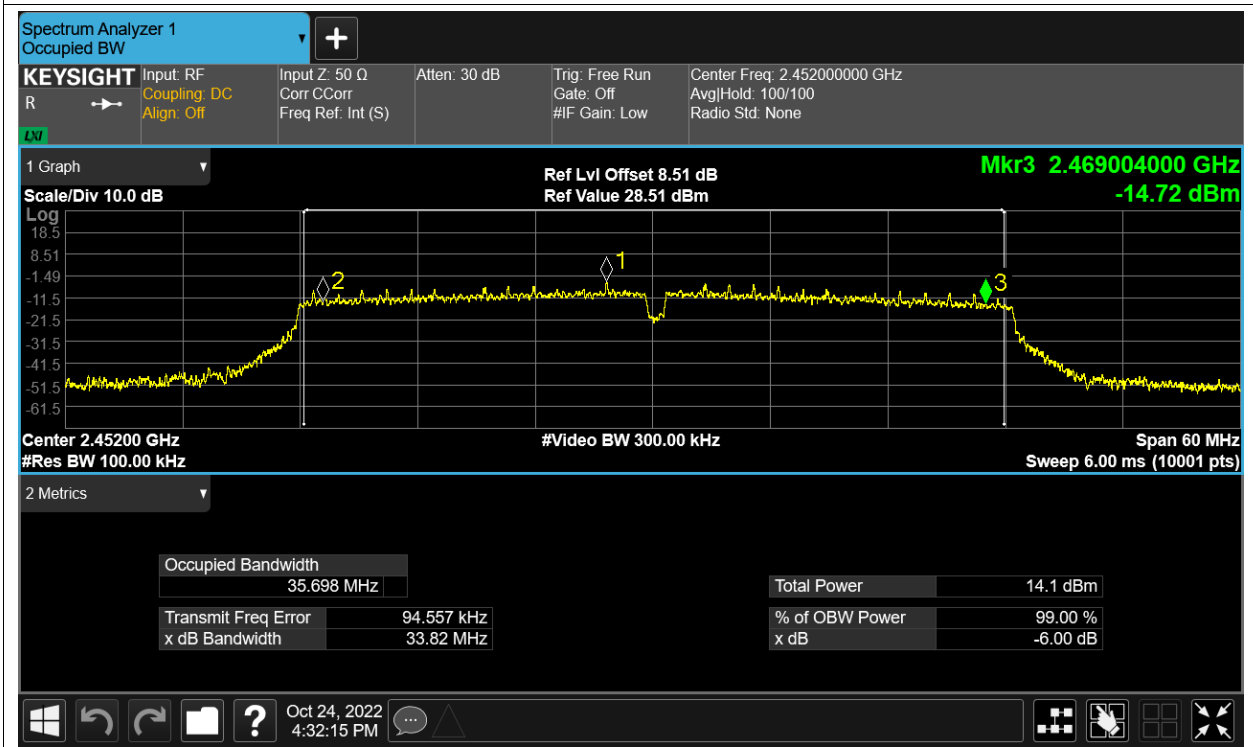 Spectrum Analyzer 1
Occupied BW
KEYSIGHT
R
LXI
Input: RF
Coupling: DC
Align: Off
Input Z: 50 Ω
Corr CCorr
Freq Ref: Int (S)
Atten: 30 dB
Trig: Free Run
Gate: Off
#IF Gain: Low
Center Freq: 2.452000000 GHz
Avg|Hold: 100/100
Radio Std: None
1 Graph
Scale/Div 10.0 dB
Ref Lvl Offset 8.51 dB
Ref Value 28.51 dBm
Mkr3 2.469004000 GHz
-14.72 dBm
Log
18.5
8.51
-1.49
-11.5
-21.5
-31.5
-41.5
-51.5
-61.5
2
1
3
Center 2.45200 GHz
#Res BW 100.00 kHz
#Video BW 300.00 kHz
Span 60 MHz
Sweep 6.00 ms (10001 pts)
2 Metrics
Occupied Bandwidth
35.698 MHz
Transmit Freq Error 94.557 kHz
x dB Bandwidth 33.82 MHz
Total Power 14.1 dBm
% of OBW Power 99.00 %
x dB -6.00 dB
?
Oct 24, 2022
4:32:15 PM